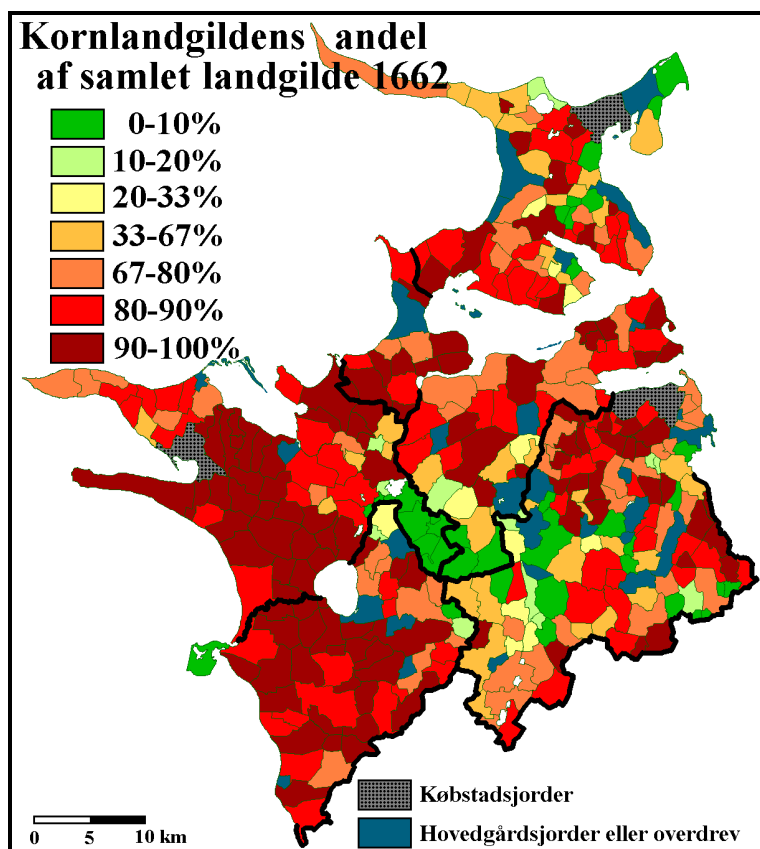 Kornlandgildens andel
af samlet landgilde 1662
0-10%
10-20%
20-33%
33-67%
67-80%
80-90%
90-100%
Købstadsjorder
Hovedgårdsjorder eller overdrev
0 5 10 km